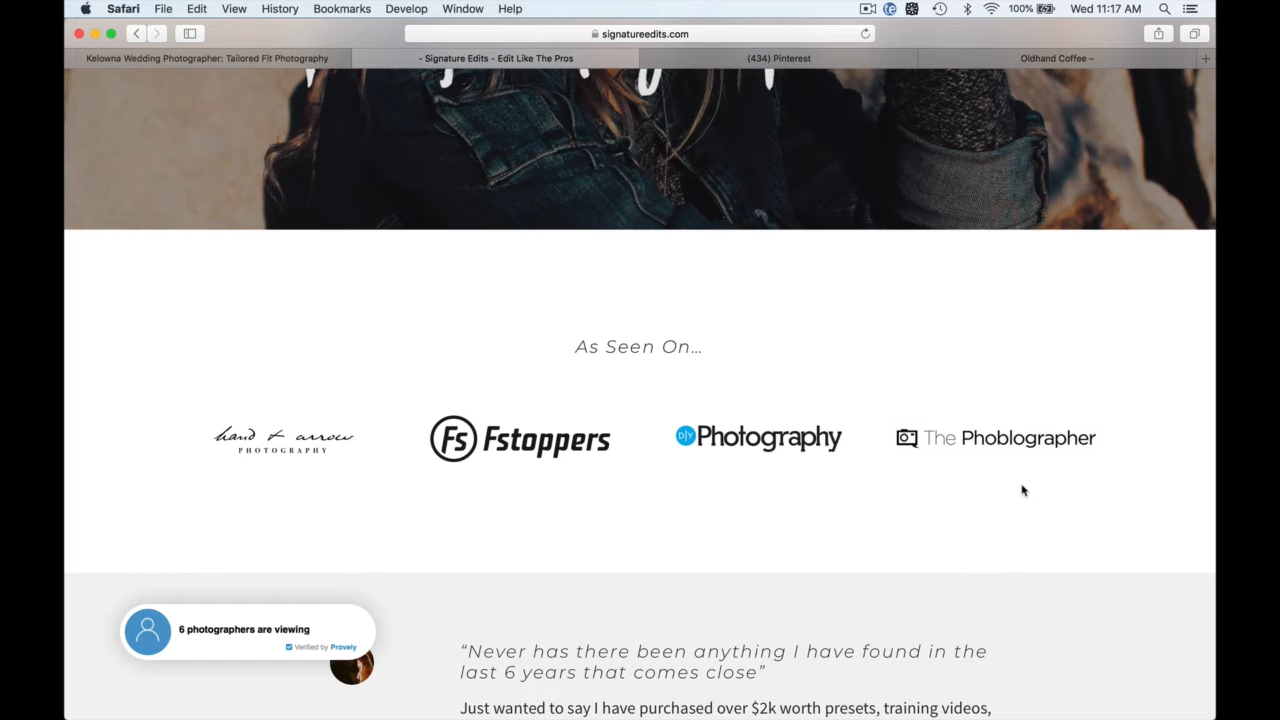 Safari File Edit View History Bookmarks Develop Window Help 100% Wed 11:17 AM
signatureedits.com
Kelowna Wedding Photographer: Tailored Fit Photography
- Signature Edits - Edit Like The Pros
(434) Pinterest
Oldhand Coffee –
As Seen On...
hand + arrow
PHOTOGRAPHY
Fs Fstoppers
DIY Photography
The Phoblographer
6 photographers are viewing
Verified by Provely
“Never has there been anything I have found in the
last 6 years that comes close”
Just wanted to say I have purchased over $2k worth presets, training videos,